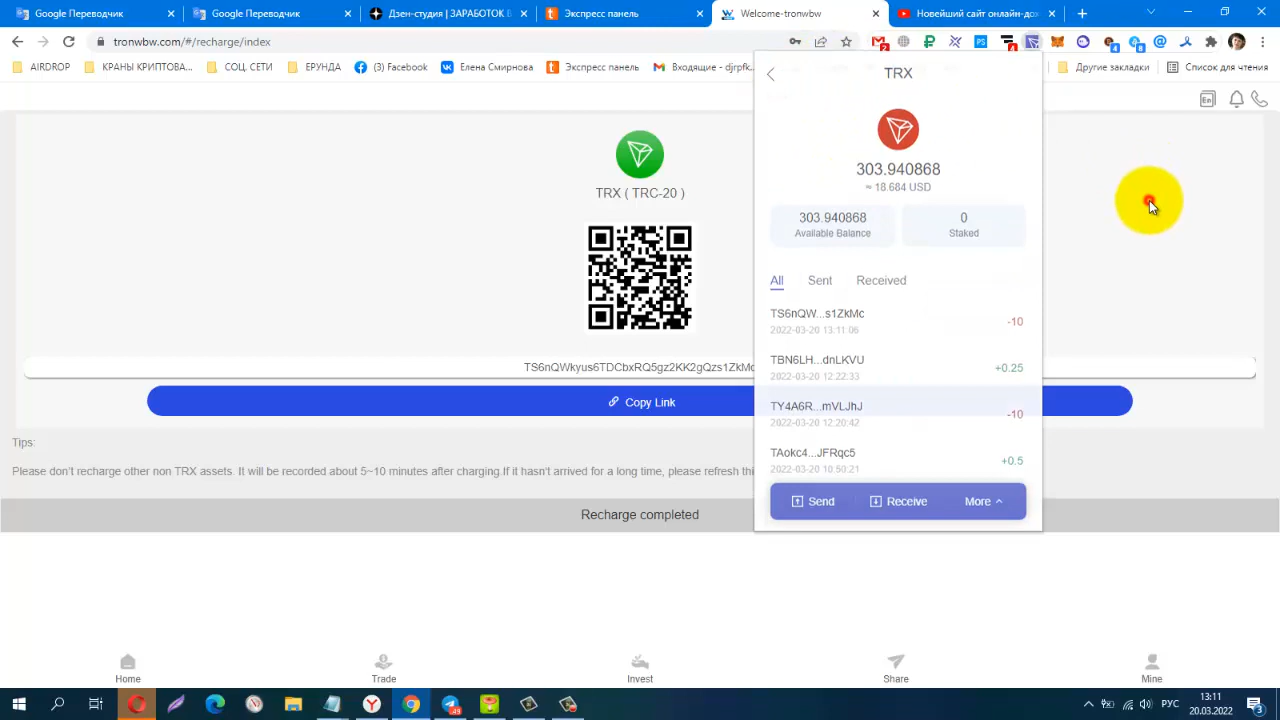 Google Переводчик
Google Переводчик
Дзен-студия | ЗАРАБОТОК В
Экспресс панель
Welcome-tronwbw
Новейший сайт онлайн-дох
tronwbw.com/#/recharge/index
AIRDROP
КРАНЫ КРИПТОВАЛ
СОЦ. СЕТИ
ЕРУНДА
(3) Facebook
Елена Смирнова
Экспресс панель
Входящие - djrpfk
Другие закладки
Список для чтения
En
TRX
303.940868
≈ 18.684 USD
303.940868
Available Balance
0
Staked
All
Sent
Received
TS6nQW...s1ZkMc
2022-03-20 13:11:06
-10
TBN6LH...dnLKVU
2022-03-20 12:22:33
+0.25
TY4A6R...mVLJhJ
2022-03-20 12:20:42
-10
TAokc4...JFRqc5
2022-03-20 10:50:21
+0.5
Send
Receive
More
TRX ( TRC-20 )
TS6nQWkyus6TDCbxRQ5gz2KK2gQzs1ZkMc
Copy Link
Tips:
Please don't recharge other non TRX assets. It will be recorded about 5~10 minutes after charging.If it hasn't arrived for a long time, please refresh thi
Recharge completed
Home
Trade
Invest
Share
Mine
РУС
13:11
20.03.2022